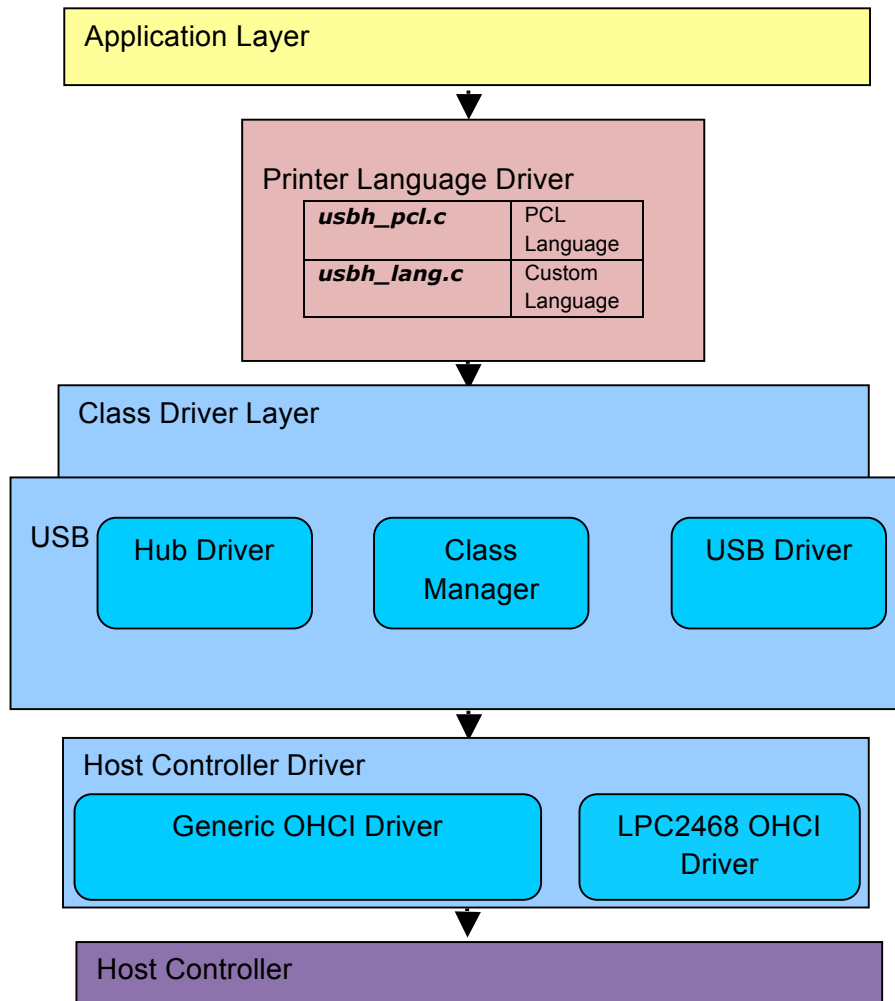 Application Layer
Printer Language Driver
usbh_pcl.c PCL
Language
usbh_lang.c Custom
Language
Class Driver Layer
USB
Hub Driver
Class
Manager
USB Driver
Host Controller Driver
Generic OHCI Driver
LPC2468 OHCI
Driver
Host Controller